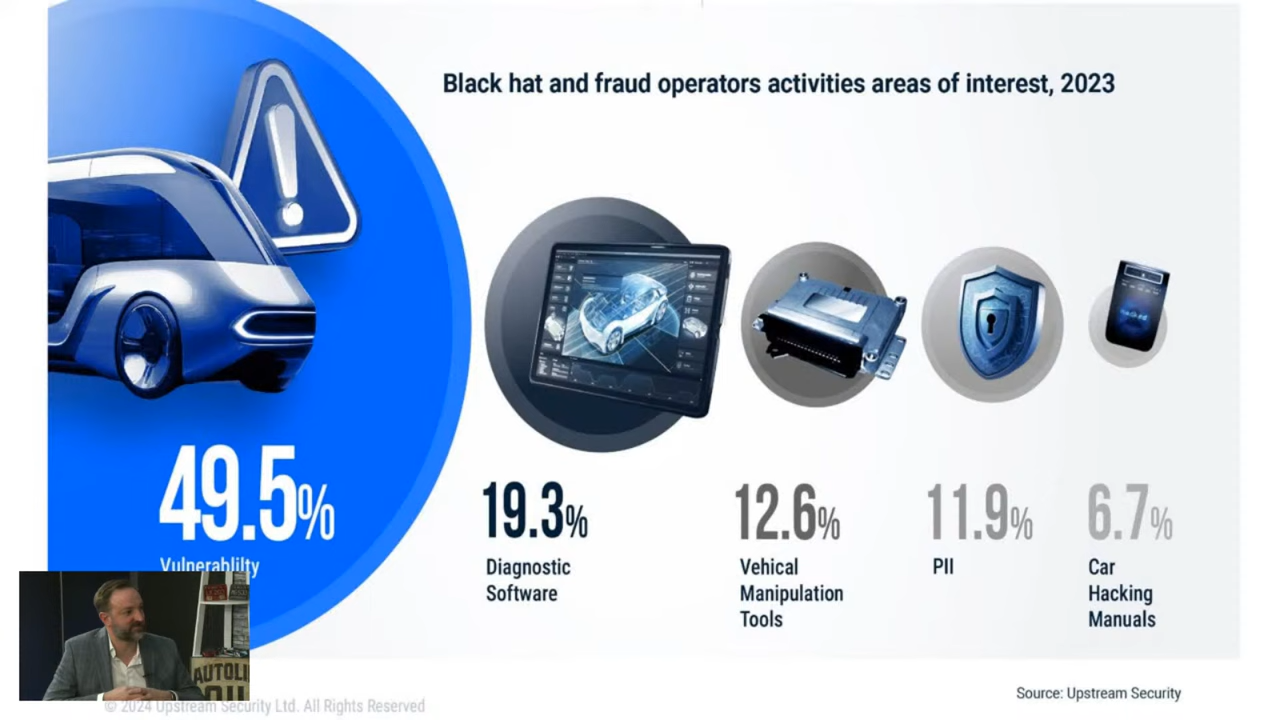 Black hat and fraud operators activities areas of interest, 2023
49.5%
Vulnerablilty
19.3%
Diagnostic
Software
12.6%
Vehical
Manipulation
Tools
11.9%
PII
6.7%
Car
Hacking
Manuals
AUTOLI
© 2024 Upstream Security Ltd. All Rights Reserved
Source: Upstream Security